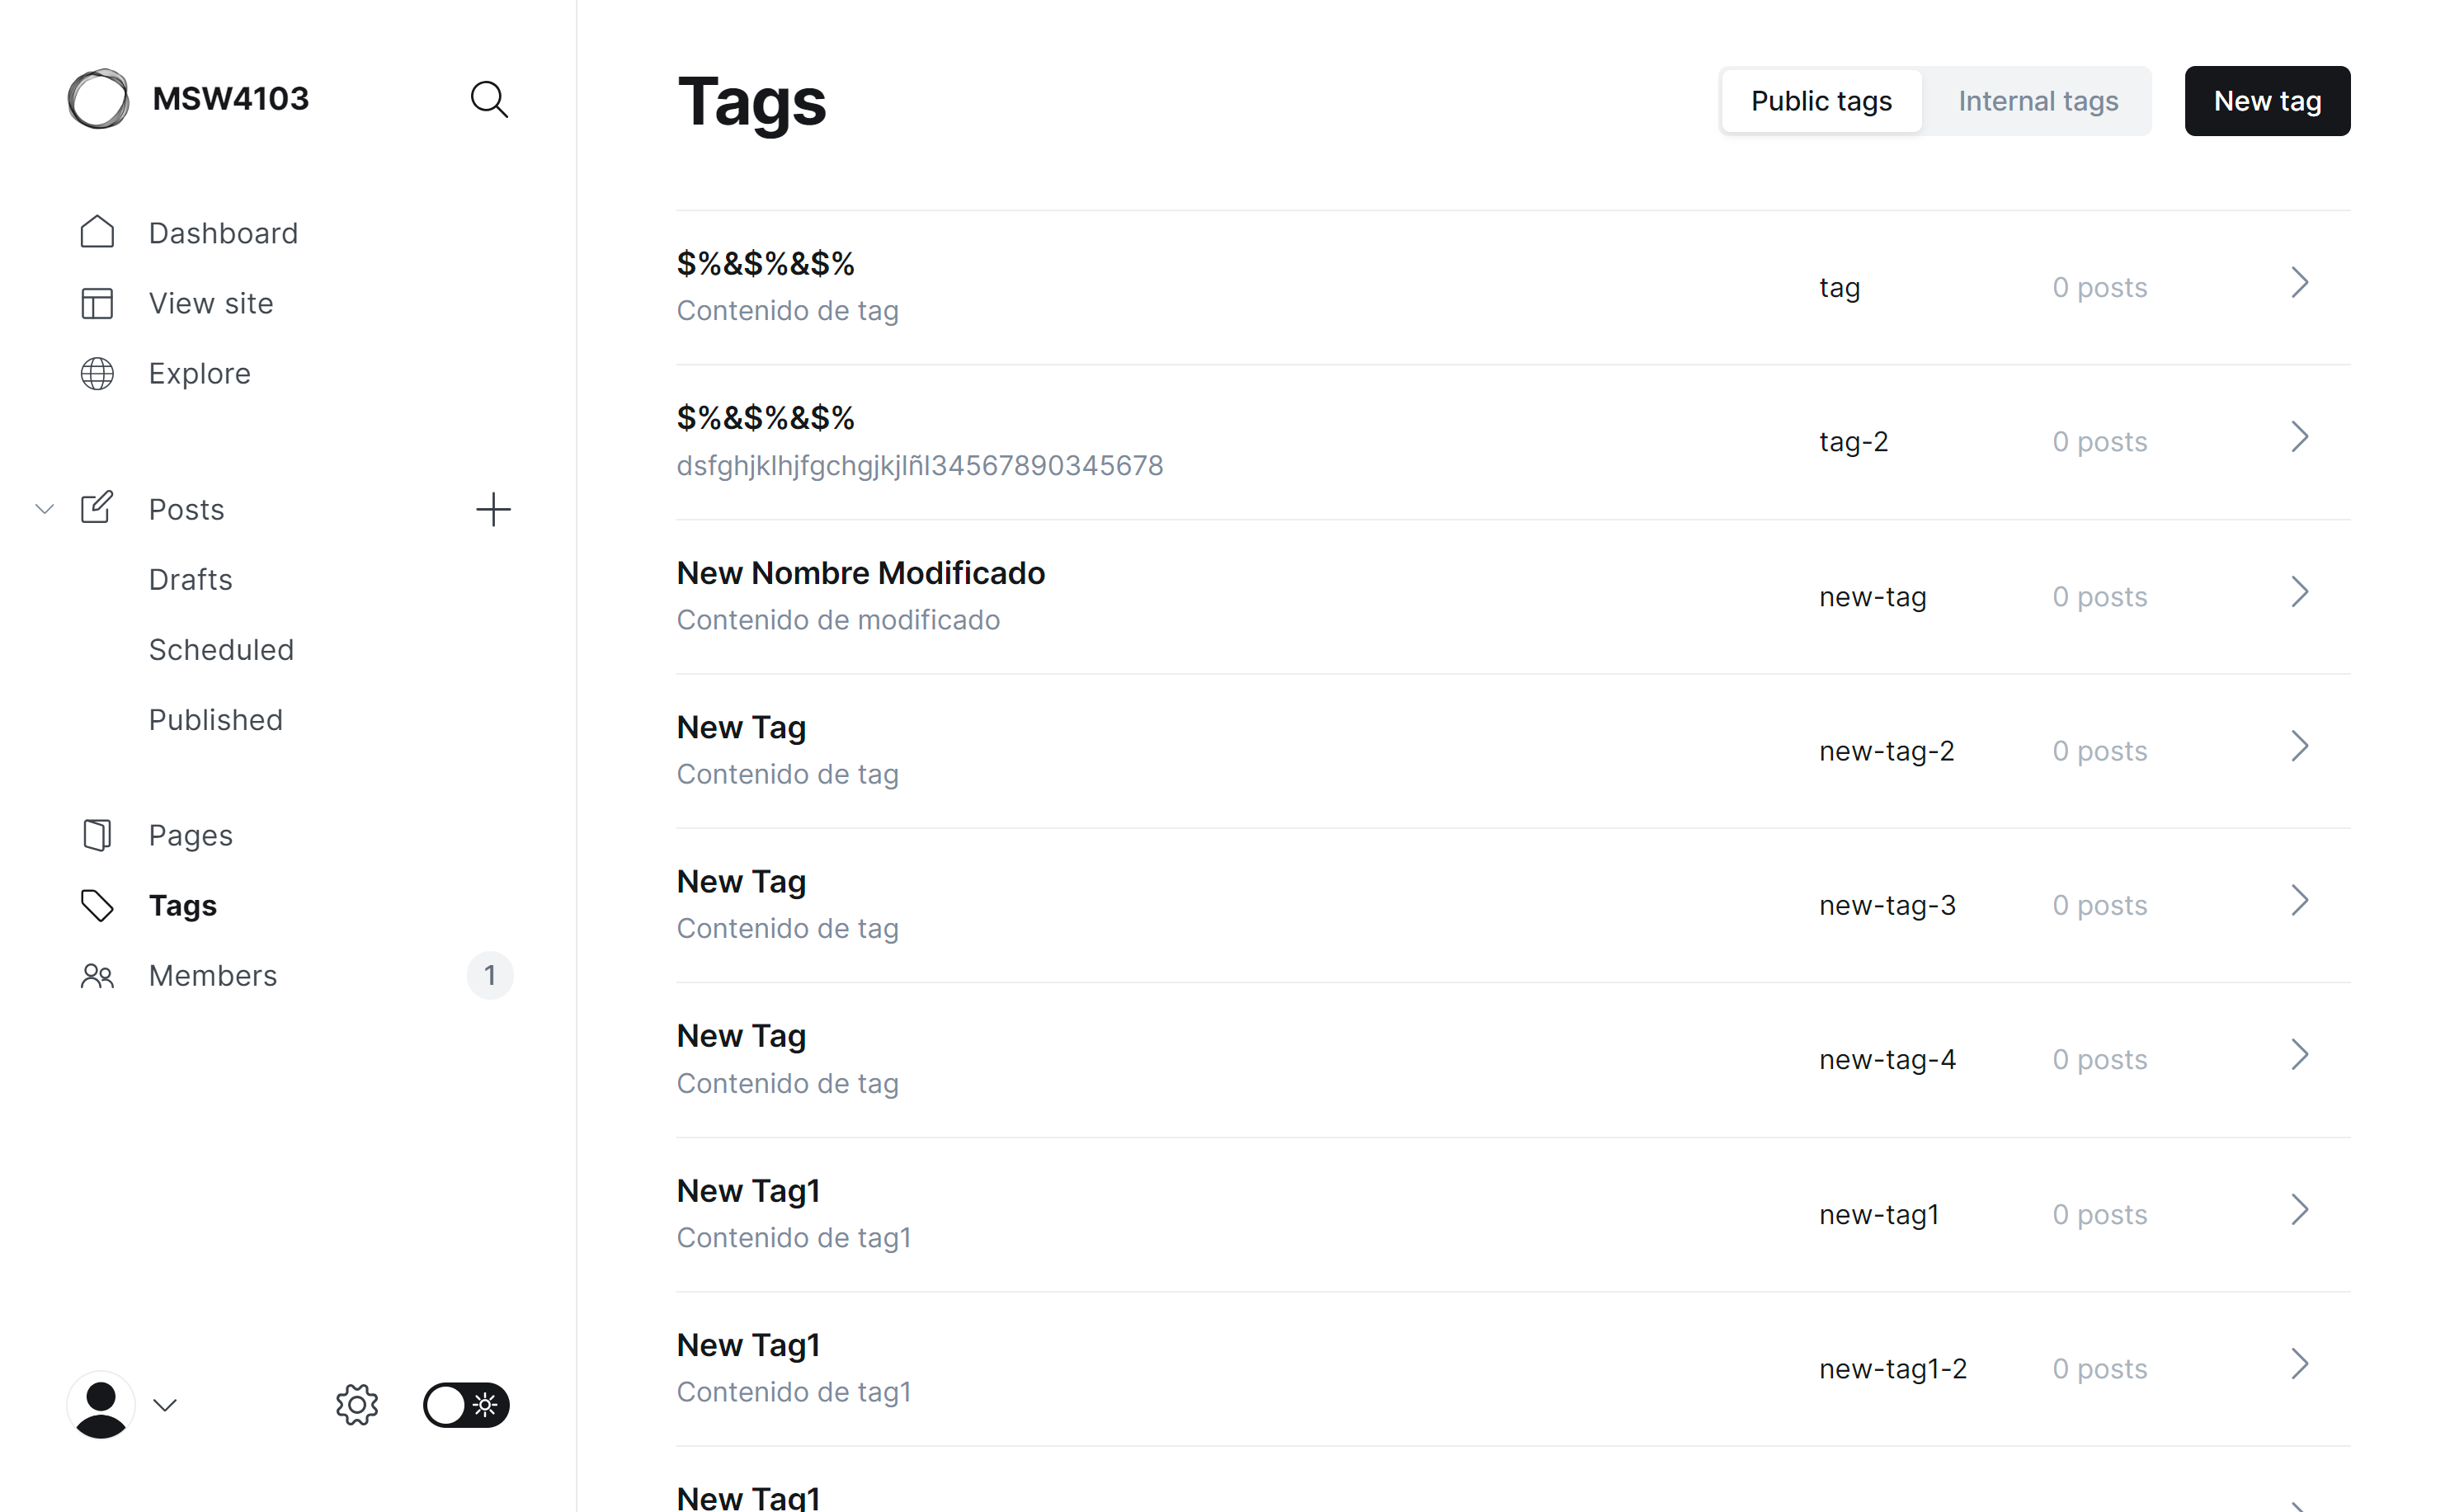 MSW4103
Dashboard
View site
Explore
Posts
Drafts
Scheduled
Published
Pages
Tags
Members 1
Tags
Public tags Internal tags New tag
$%&$%&$%
Contenido de tag
tag 0 posts
$%&$%&$%
dsfghjklhjfgchgjkjlñl34567890345678
tag-2 0 posts
New Nombre Modificado
Contenido de modificado
new-tag 0 posts
New Tag
Contenido de tag
new-tag-2 0 posts
New Tag
Contenido de tag
new-tag-3 0 posts
New Tag
Contenido de tag
new-tag-4 0 posts
New Tag1
Contenido de tag1
new-tag1 0 posts
New Tag1
Contenido de tag1
new-tag1-2 0 posts
New Tag1